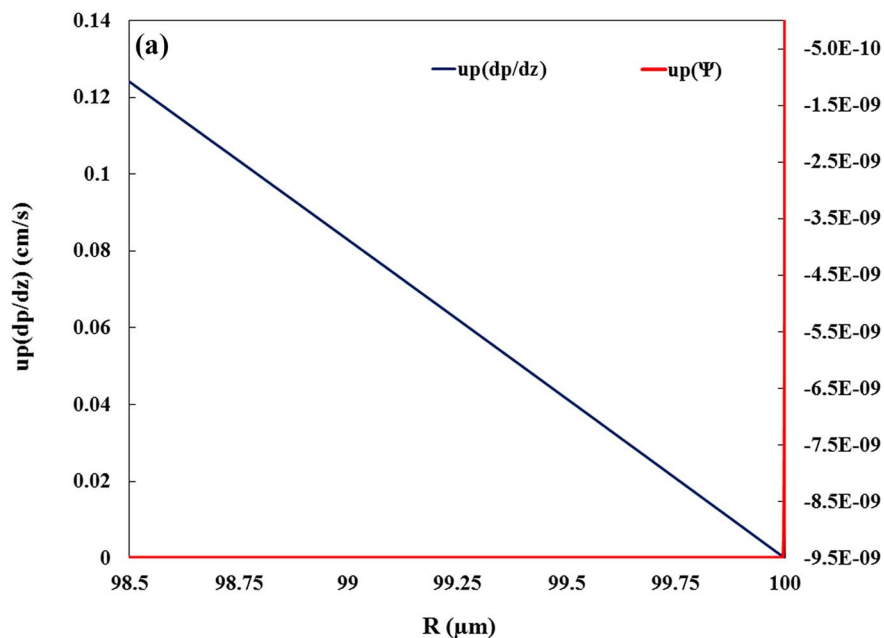 (a)
up(dp/dz)
up(Ψ)
up(dp/dz) (cm/s)
0.14
0.12
0.1
0.08
0.06
0.04
0.02
0
-5.0E-10
-1.5E-09
-2.5E-09
-3.5E-09
-4.5E-09
-5.5E-09
-6.5E-09
-7.5E-09
-8.5E-09
-9.5E-09
98.5 98.75 99 99.25 99.5 99.75 100
R (µm)